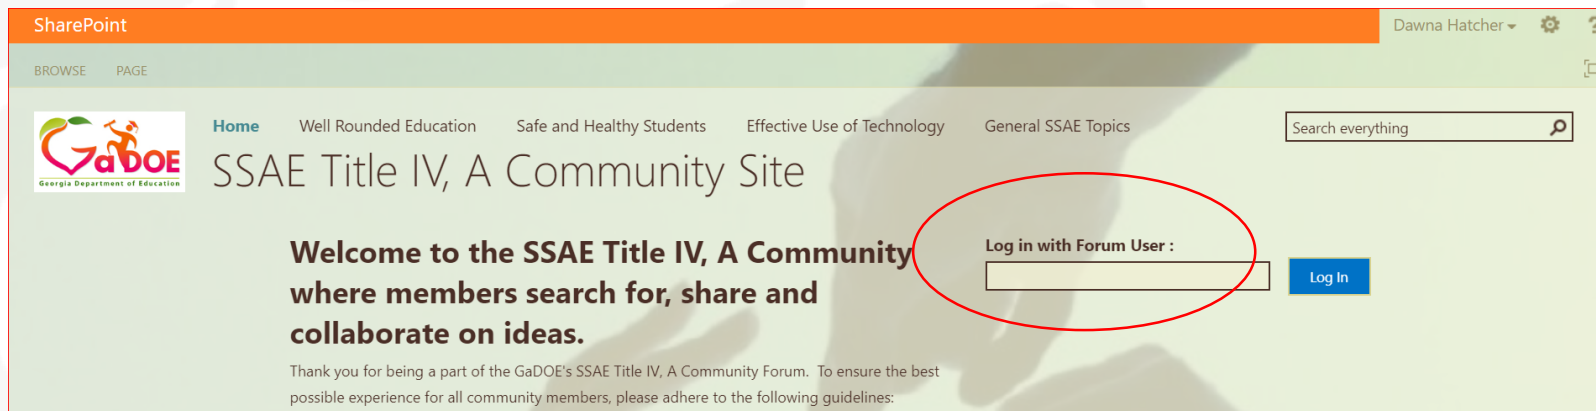 SharePoint
Dawna Hatcher
?
BROWSE PAGE
GaDOE
Georgia Department of Education
Home Well Rounded Education Safe and Healthy Students Effective Use of Technology General SSAE Topics
Search everything
SSAE Title IV, A Community Site
Welcome to the SSAE Title IV, A Community
where members search for, share and
collaborate on ideas.
Log in with Forum User :
Log In
Thank you for being a part of the GaDOE's SSAE Title IV, A Community Forum. To ensure the best
possible experience for all community members, please adhere to the following guidelines: